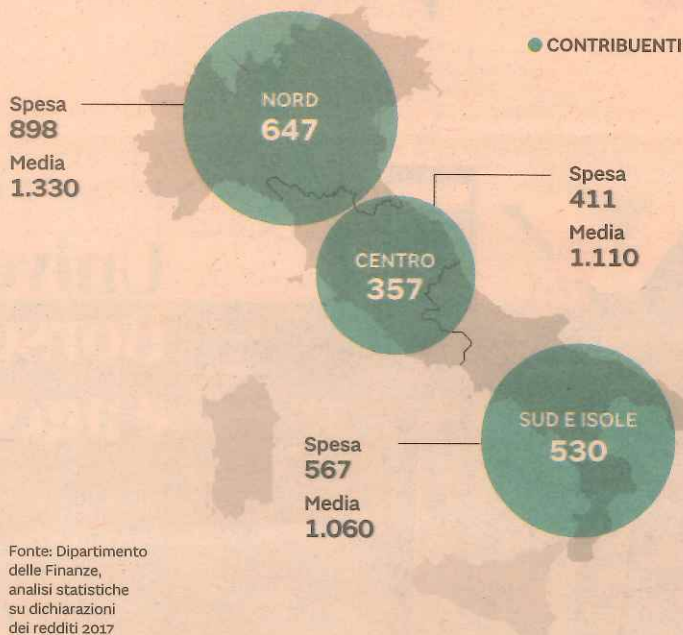 CONTRIBUENTI
NORD
647
Spesa
898
Media
1.330
CENTRO
357
Spesa
411
Media
1.110
SUD E ISOLE
530
Spesa
567
Media
1.060
Fonte: Dipartimento
delle Finanze,
analisi statistiche
su dichiarazioni
dei redditi 2017